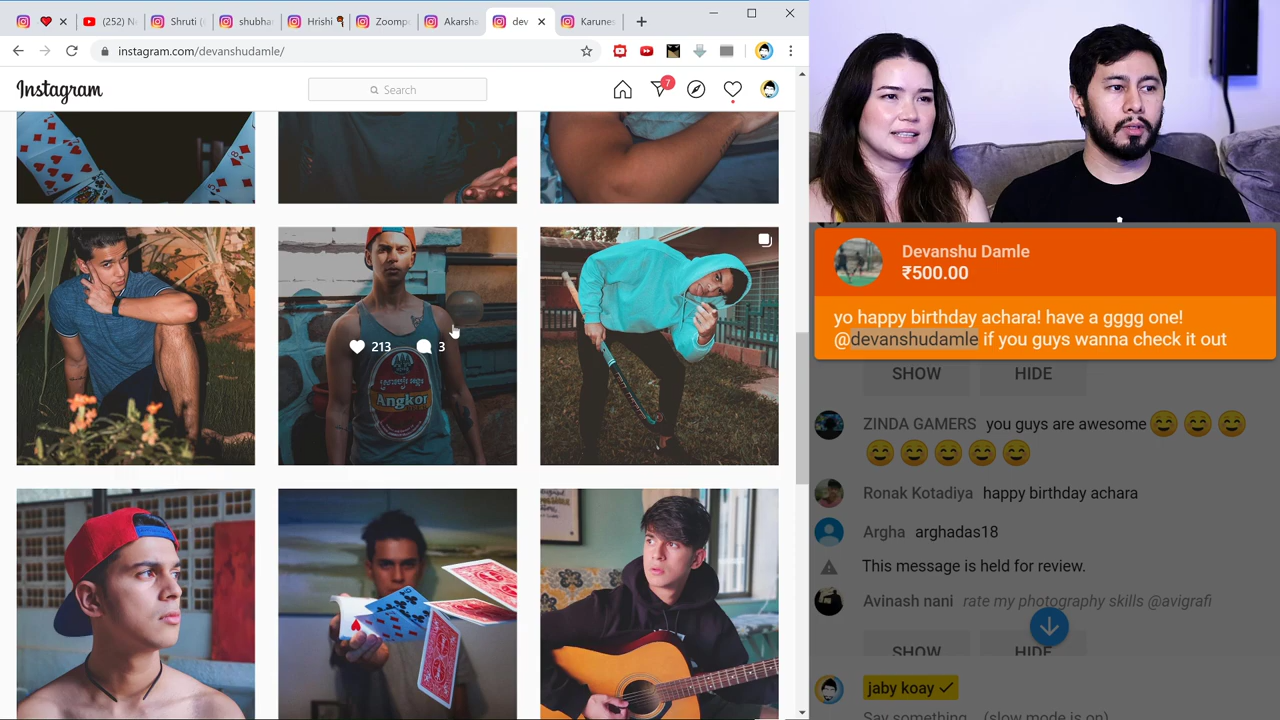 (252) N
Shruti (
shubha
Hrishi
Zoomp
Akarsha
dev
Karunes
instagram.com/devanshudamle/
Instagram
Search
7
213
3
Angkor
Devanshu Damle
₹500.00
yo happy birthday achara! have a gggg one!
@devanshudamle if you guys wanna check it out
SHOW HIDE
ZINDA GAMERS you guys are awesome
Ronak Kotadiya happy birthday achara
Argha arghadas18
This message is held for review.
Avinash nani rate my photography skills @avigrafi
SHOW HIDE
jaby koay
Say something... (slow mode is on)